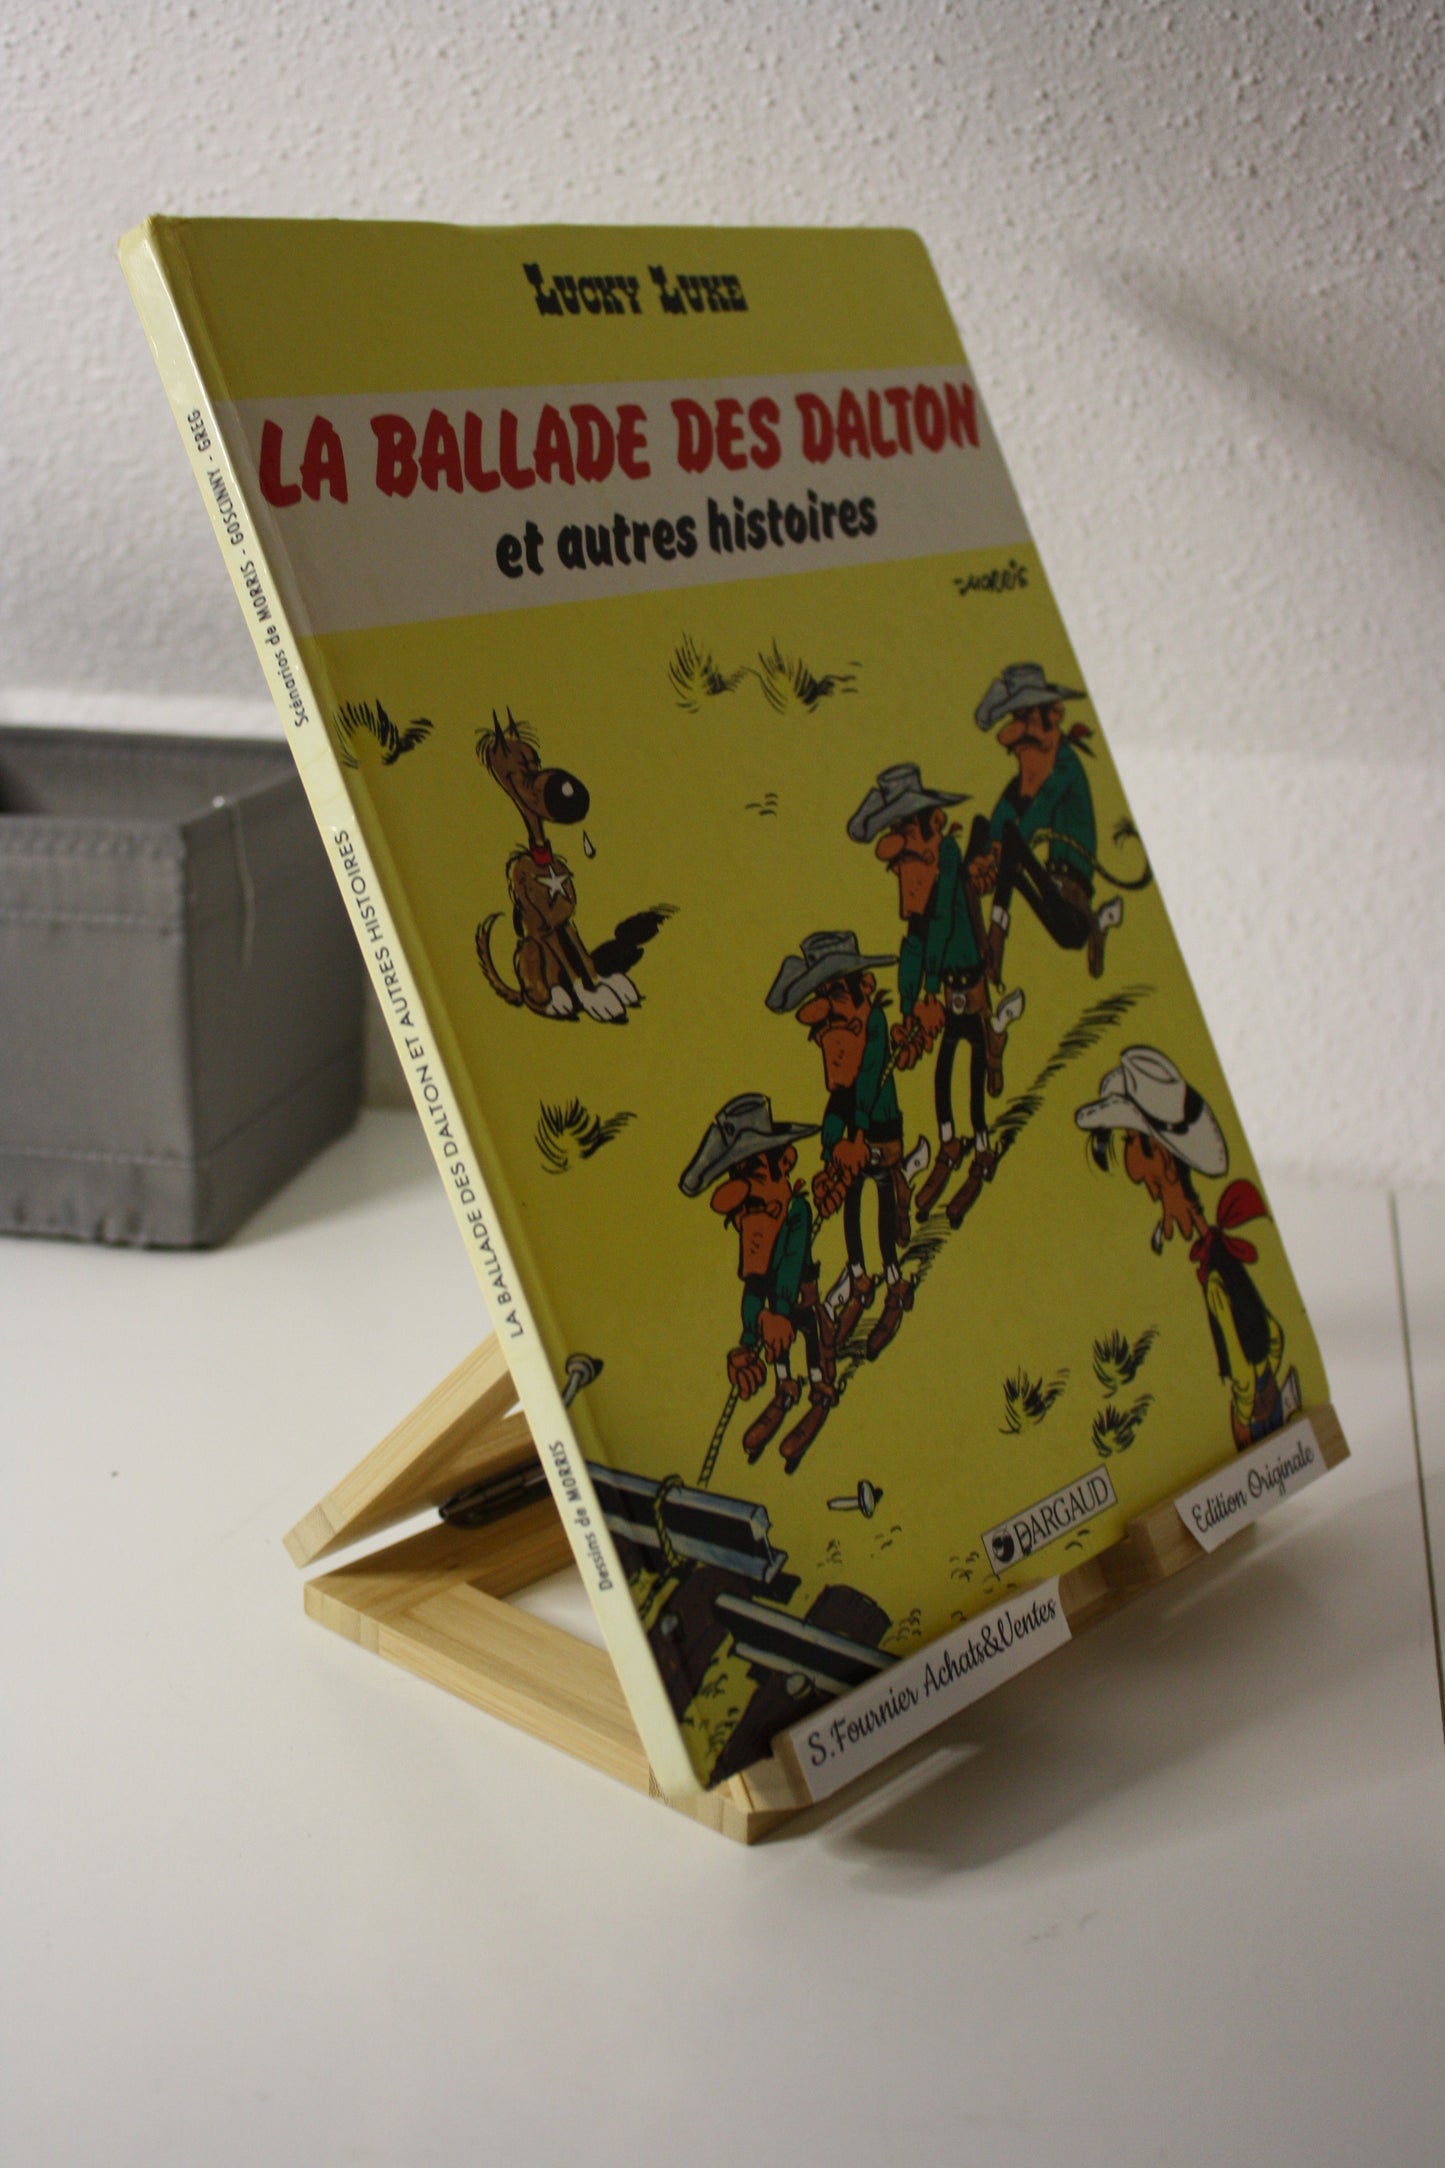 LUCKY LUKE
LA BALLADE DES DALTON
et autres histoires
MORRIS
Scénarios de MORRIS - GOSCINNY - GREG
LA BALLADE DES DALTON ET AUTRES HISTOIRES
Dessins de MORRIS
DARGAUD
S. Fournier Achats&Ventes
Edition Originale